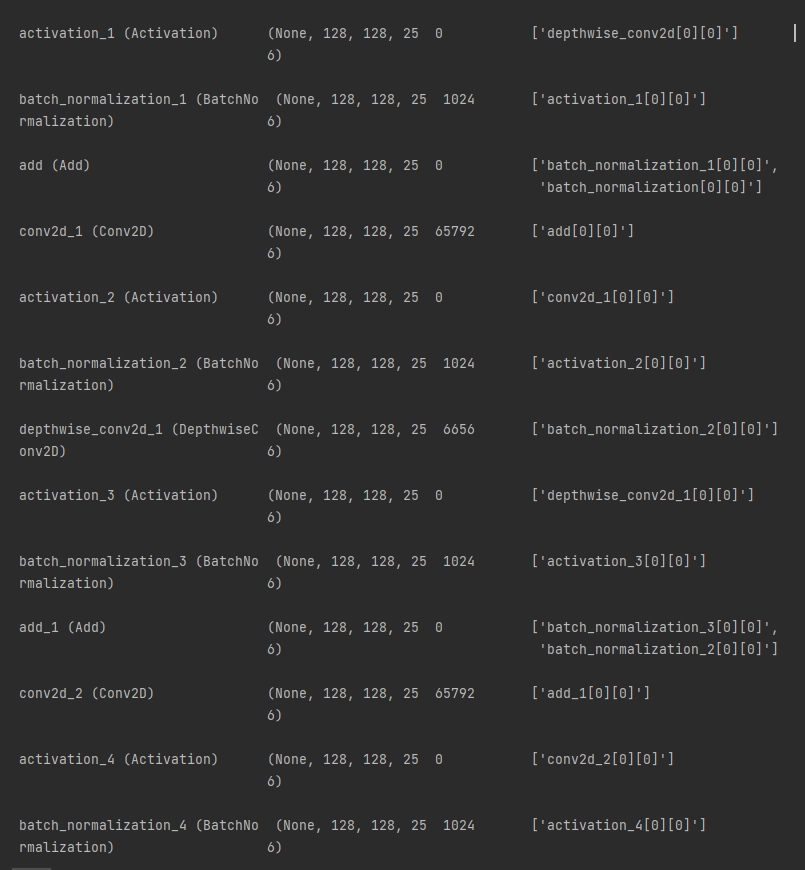 activation_1 (Activation)      (None, 128, 128, 25  0           ['depthwise_conv2d[0][0]']
                               6)
batch_normalization_1 (BatchNo  (None, 128, 128, 25  1024       ['activation_1[0][0]']
rmalization)                   6)
add (Add)                      (None, 128, 128, 25  0           ['batch_normalization_1[0][0]',
                               6)                                'batch_normalization[0][0]']
conv2d_1 (Conv2D)              (None, 128, 128, 25  65792       ['add[0][0]']
                               6)
activation_2 (Activation)      (None, 128, 128, 25  0           ['conv2d_1[0][0]']
                               6)
batch_normalization_2 (BatchNo  (None, 128, 128, 25  1024       ['activation_2[0][0]']
rmalization)                   6)
depthwise_conv2d_1 (DepthwiseC  (None, 128, 128, 25  6656       ['batch_normalization_2[0][0]']
onv2D)                         6)
activation_3 (Activation)      (None, 128, 128, 25  0           ['depthwise_conv2d_1[0][0]']
                               6)
batch_normalization_3 (BatchNo  (None, 128, 128, 25  1024       ['activation_3[0][0]']
rmalization)                   6)
add_1 (Add)                    (None, 128, 128, 25  0           ['batch_normalization_3[0][0]',
                               6)                                'batch_normalization_2[0][0]']
conv2d_2 (Conv2D)              (None, 128, 128, 25  65792       ['add_1[0][0]']
                               6)
activation_4 (Activation)      (None, 128, 128, 25  0           ['conv2d_2[0][0]']
                               6)
batch_normalization_4 (BatchNo  (None, 128, 128, 25  1024       ['activation_4[0][0]']
rmalization)                   6)